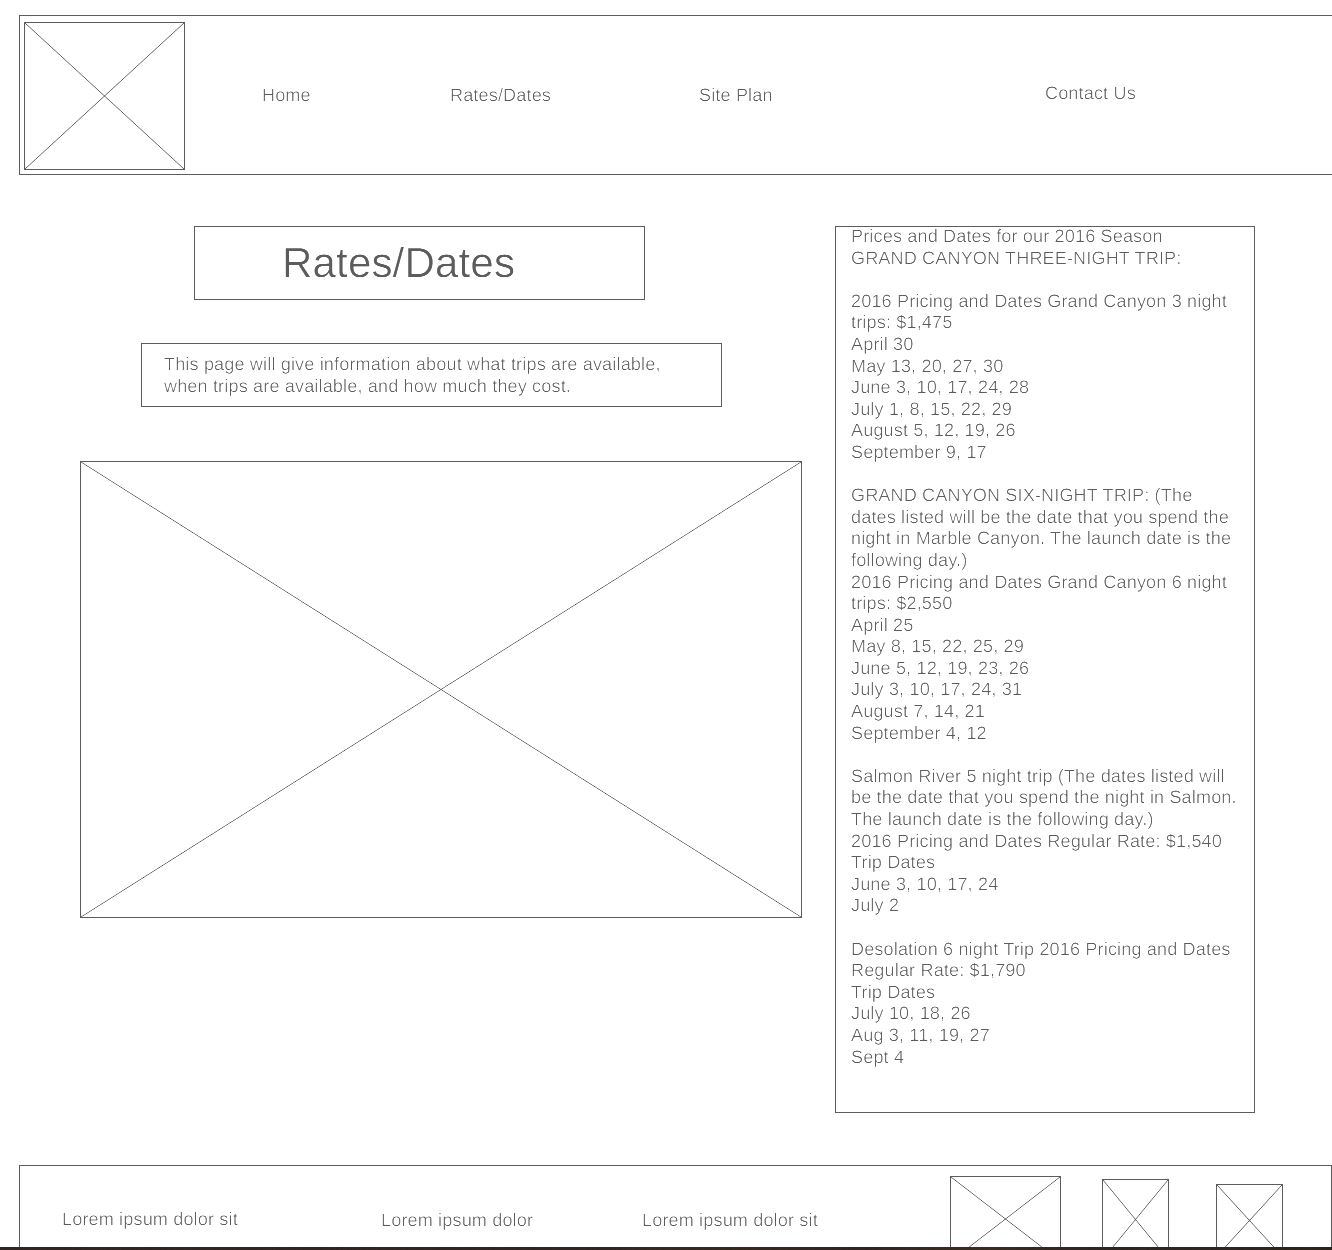 Home
Rates/Dates
Site Plan
Contact Us
Rates/Dates
This page will give information about what trips are available,
when trips are available, and how much they cost.
Prices and Dates for our 2016 Season
GRAND CANYON THREE-NIGHT TRIP:
2016 Pricing and Dates Grand Canyon 3 night
trips: $1,475
April 30
May 13, 20, 27, 30
June 3, 10, 17, 24, 28
July 1, 8, 15, 22, 29
August 5, 12, 19, 26
September 9, 17
GRAND CANYON SIX-NIGHT TRIP: (The
dates listed will be the date that you spend the
night in Marble Canyon. The launch date is the
following day.)
2016 Pricing and Dates Grand Canyon 6 night
trips: $2,550
April 25
May 8, 15, 22, 25, 29
June 5, 12, 19, 23, 26
July 3, 10, 17, 24, 31
August 7, 14, 21
September 4, 12
Salmon River 5 night trip (The dates listed will
be the date that you spend the night in Salmon.
The launch date is the following day.)
2016 Pricing and Dates Regular Rate: $1,540
Trip Dates
June 3, 10, 17, 24
July 2
Desolation 6 night Trip 2016 Pricing and Dates
Regular Rate: $1,790
Trip Dates
July 10, 18, 26
Aug 3, 11, 19, 27
Sept 4
Lorem ipsum dolor sit
Lorem ipsum dolor
Lorem ipsum dolor sit